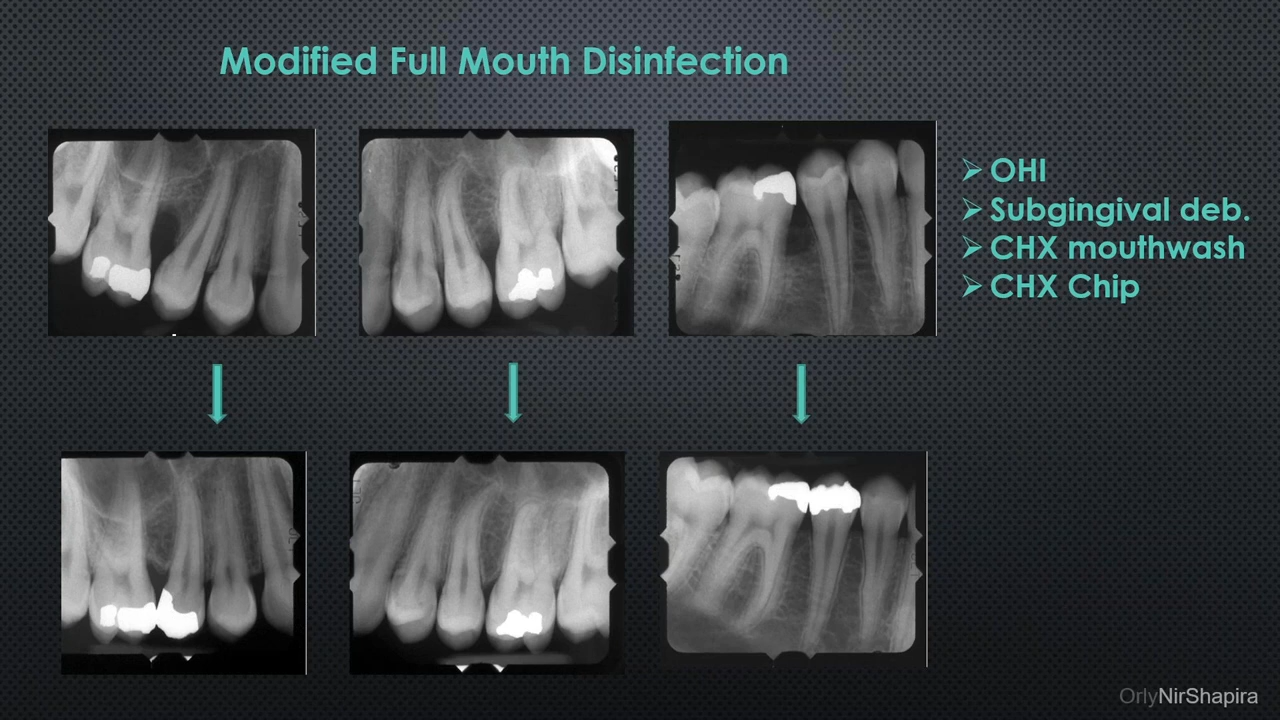 Modified Full Mouth Disinfection
OHI
Subgingival deb.
CHX mouthwash
CHX Chip
OrlyNirShapira